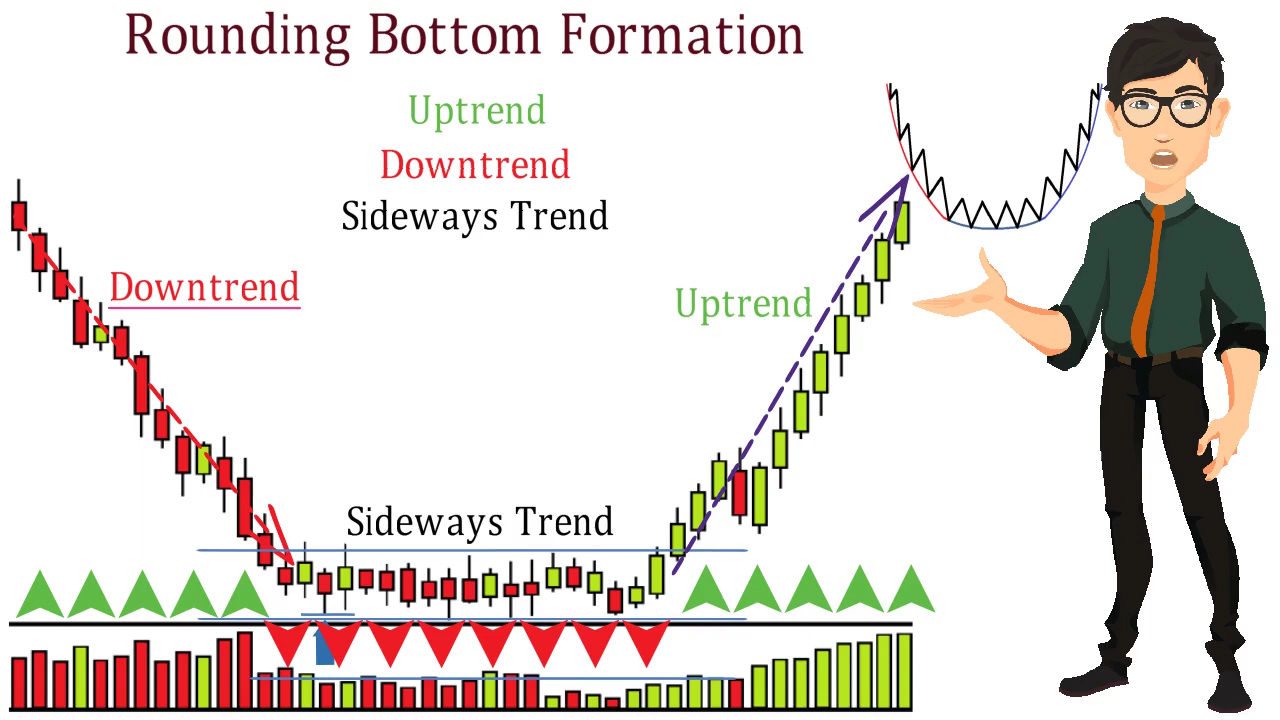 Rounding Bottom Formation
Uptrend
Downtrend
Sideways Trend
Downtrend
Uptrend
Sideways Trend